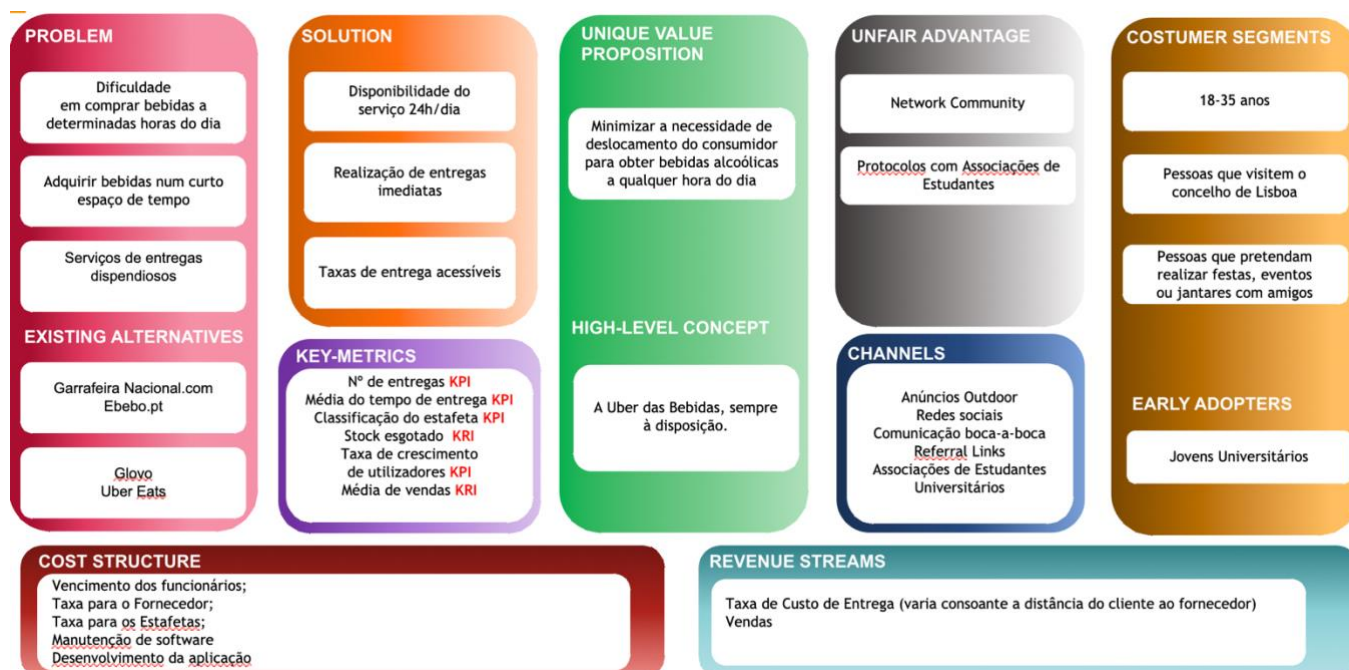 PROBLEM
Dificuldade
em comprar bebidas a
determinadas horas do dia
Adquirir bebidas num curto
espaço de tempo
Serviços de entregas
dispendiosos
EXISTING ALTERNATIVES
Garrafeira Nacional.com
Ebebo.pt
Glovo
Uber Eats
SOLUTION
Disponibilidade do
serviço 24h/dia
Realização de entregas
imediatas
Taxas de entrega acessíveis
KEY-METRICS
Nº de entregas KPI
Média do tempo de entrega KPI
Classificação do estafeta KPI
Stock esgotado KRI
Taxa de crescimento
de utilizadores KPI
Média de vendas KRI
UNIQUE VALUE
PROPOSITION
Minimizar a necessidade de
deslocamento do consumidor
para obter bebidas alcoólicas
a qualquer hora do dia
HIGH-LEVEL CONCEPT
A Uber das Bebidas, sempre
à disposição.
UNFAIR ADVANTAGE
Network Community
Protocolos com Associações de
Estudantes
CHANNELS
Anúncios Outdoor
Redes sociais
Comunicação boca-a-boca
Referral Links
Associações de Estudantes
Universitários
COSTUMER SEGMENTS
18-35 anos
Pessoas que visitem o
concelho de Lisboa
Pessoas que pretendam
realizar festas, eventos
ou jantares com amigos
EARLY ADOPTERS
Jovens Universitários
COST STRUCTURE
Vencimento dos funcionários;
Taxa para o Fornecedor;
Taxa para os Estafetas;
Manutenção de software
Desenvolvimento da aplicação
REVENUE STREAMS
Taxa de Custo de Entrega (varia consoante a distância do cliente ao fornecedor)
Vendas